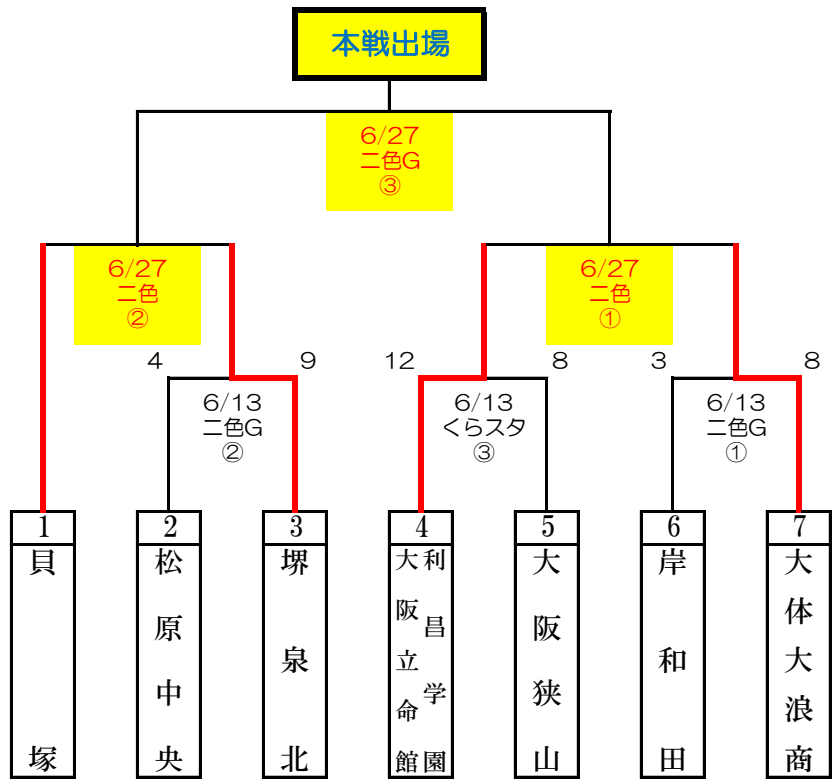 本戦出場
6/27
二色G
③
6/27
二色
②
6/27
二色
①
4
9
12
8
3
8
6/13
二色G
②
6/13
くらスタ
③
6/13
二色G
①
1
2
3
4
5
6
7
貝塚
松原中央
堺泉北
利昌学園
大阪立命館
大阪狭山
岸和田
大体大浪商